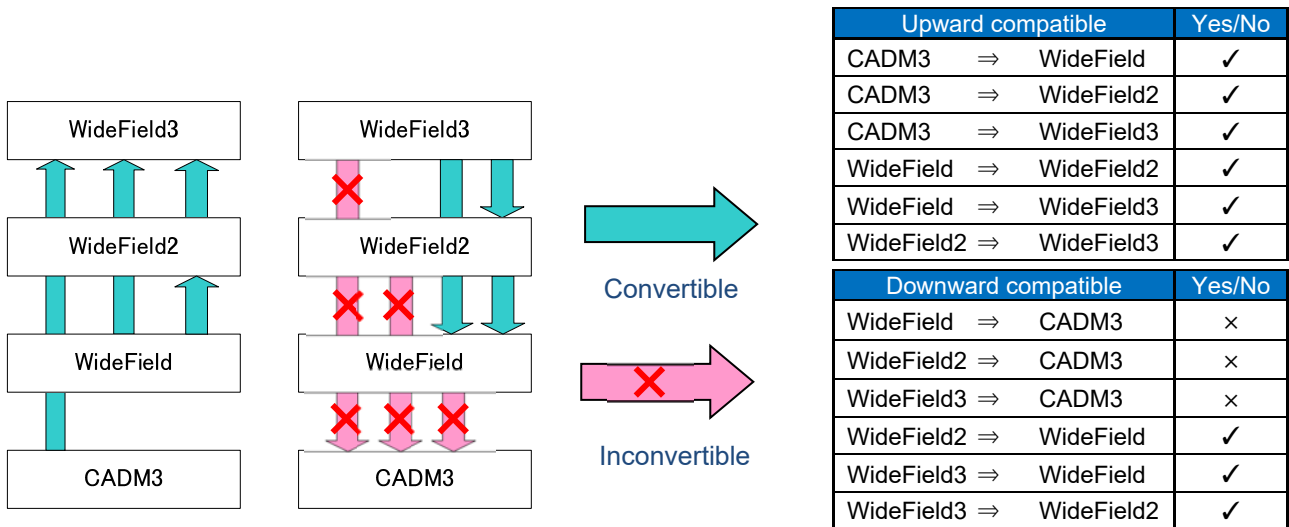 WideField3
WideField2
WideField
CADM3
WideField3
WideField2
WideField
CADM3
Convertible
Inconvertible
Upward compatible Yes/No
CADM3 ⇒ WideField ✓
CADM3 ⇒ WideField2 ✓
CADM3 ⇒ WideField3 ✓
WideField ⇒ WideField2 ✓
WideField ⇒ WideField3 ✓
WideField2 ⇒ WideField3 ✓
Downward compatible Yes/No
WideField ⇒ CADM3 ×
WideField2 ⇒ CADM3 ×
WideField3 ⇒ CADM3 ×
WideField2 ⇒ WideField ✓
WideField3 ⇒ WideField ✓
WideField3 ⇒ WideField2 ✓